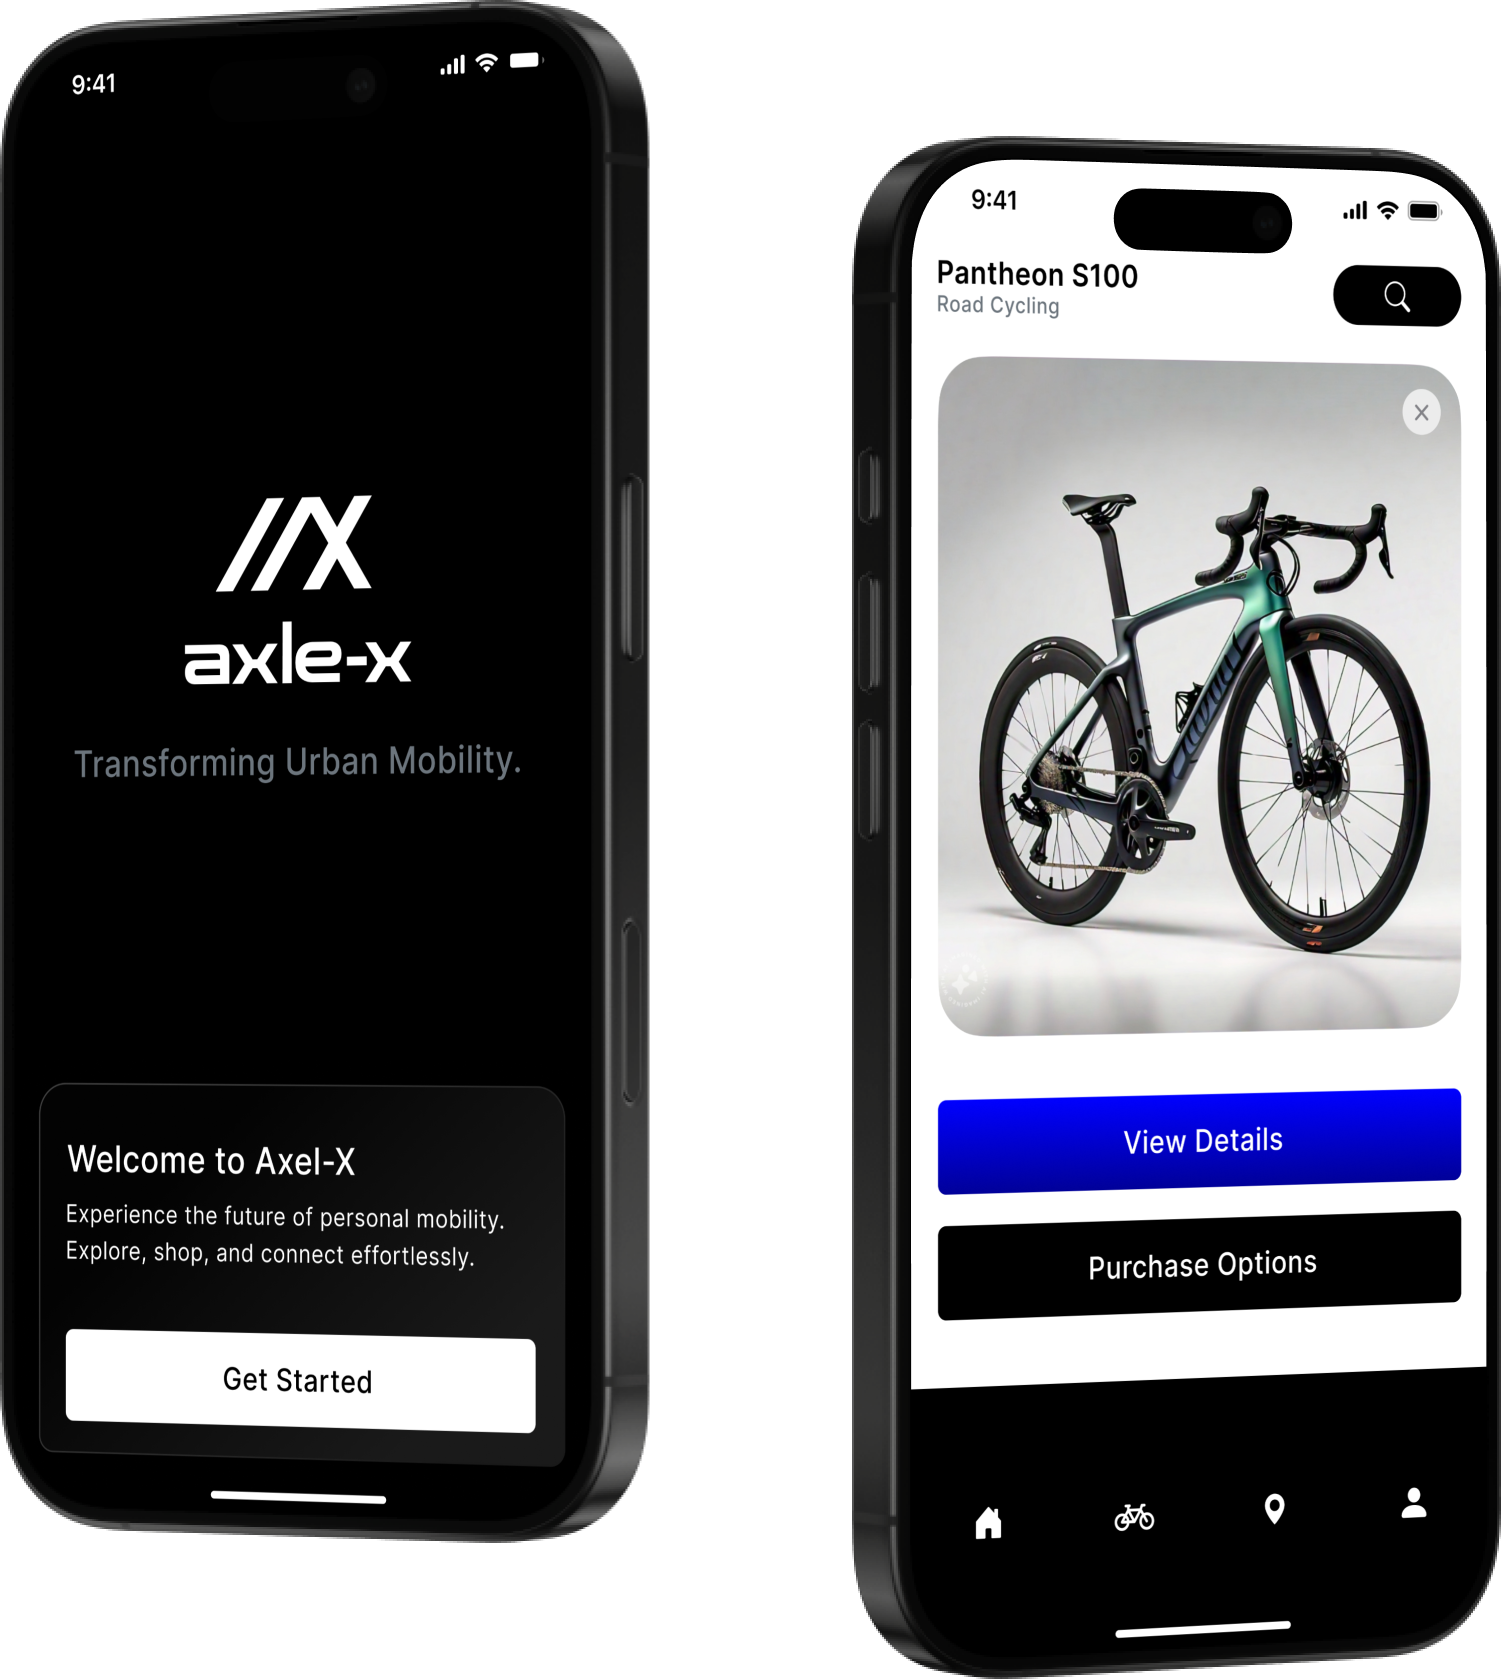 9:41
axle-x
Transforming Urban Mobility.
Welcome to Axel-X
Experience the future of personal mobility.
Explore, shop, and connect effortlessly.
Get Started
9:41
Pantheon S100
Road Cycling
View Details
Purchase Options